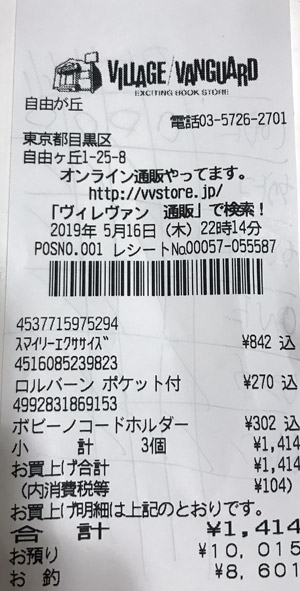 VILLAGE/VANGUARD
EXCITING BOOK STORE
自由が丘
電話03-5726-2701
東京都目黒区
自由ヶ丘1-25-8
オンライン通販やってます。
http://vvstore.jp/
「ヴィレヴァン 通販」で検索!
2019年 5月16日(木) 22時14分
POSNO.001 レシートNo00057-055587
4537715975294
スマイリーエクササイズ ¥842 込
4516085239823
ロルバーン ポケット付 ¥270 込
4992831869153
ボビーノコードホルダー ¥302 込
小 計 3個 ¥1,414
お買上げ合計 ¥1,414
(内消費税等 ¥104)
お買上げ明細は上記のとおりです。
合 計 ¥1,414
お預り ¥10,015
お 釣 ¥8,601